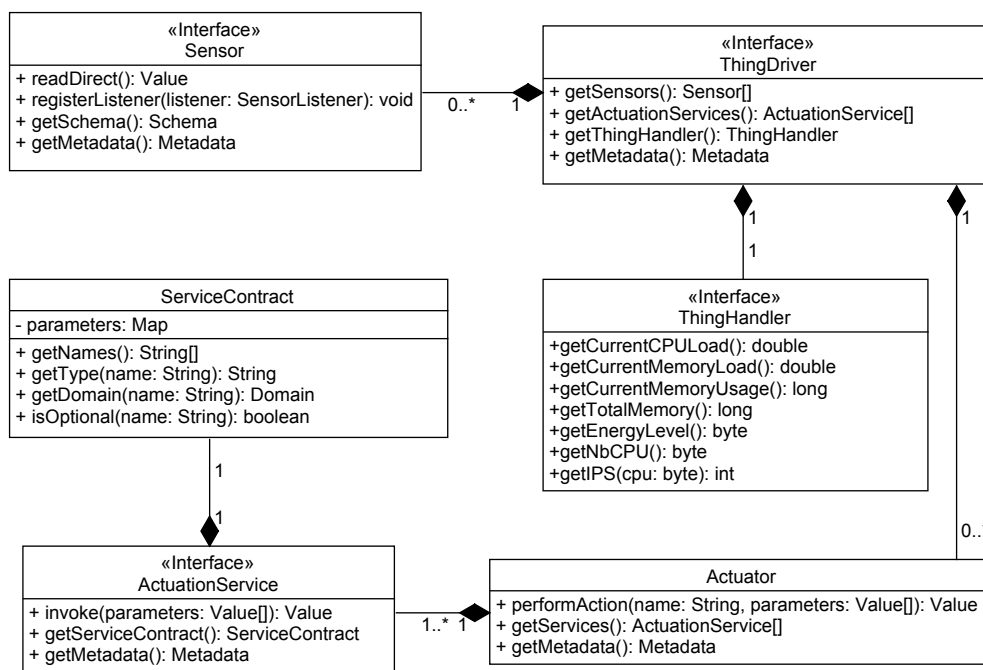 «Interface»
Sensor
+ readDirect(): Value
+ registerListener(listener: SensorListener): void
+ getSchema(): Schema
+ getMetadata(): Metadata
0..*
1
«Interface»
ThingDriver
+ getSensors(): Sensor[]
+ getActuationServices(): ActuationService[]
+ getThingHandler(): ThingHandler
+ getMetadata(): Metadata
1
1
1
ServiceContract
- parameters: Map
+ getNames(): String[]
+ getType(name: String): String
+ getDomain(name: String): Domain
+ isOptional(name: String): boolean
«Interface»
ThingHandler
+getCurrentCPULoad(): double
+getCurrentMemoryLoad(): double
+getCurrentMemoryUsage(): long
+getTotalMemory(): long
+getEnergyLevel(): byte
+getNbCPU(): byte
+getIPS(cpu: byte): int
1
1
0..*
«Interface»
ActuationService
+ invoke(parameters: Value[]): Value
+ getServiceContract(): ServiceContract
+ getMetadata(): Metadata
1..*
1
Actuator
+ performAction(name: String, parameters: Value[]): Value
+ getServices(): ActuationService[]
+ getMetadata(): Metadata